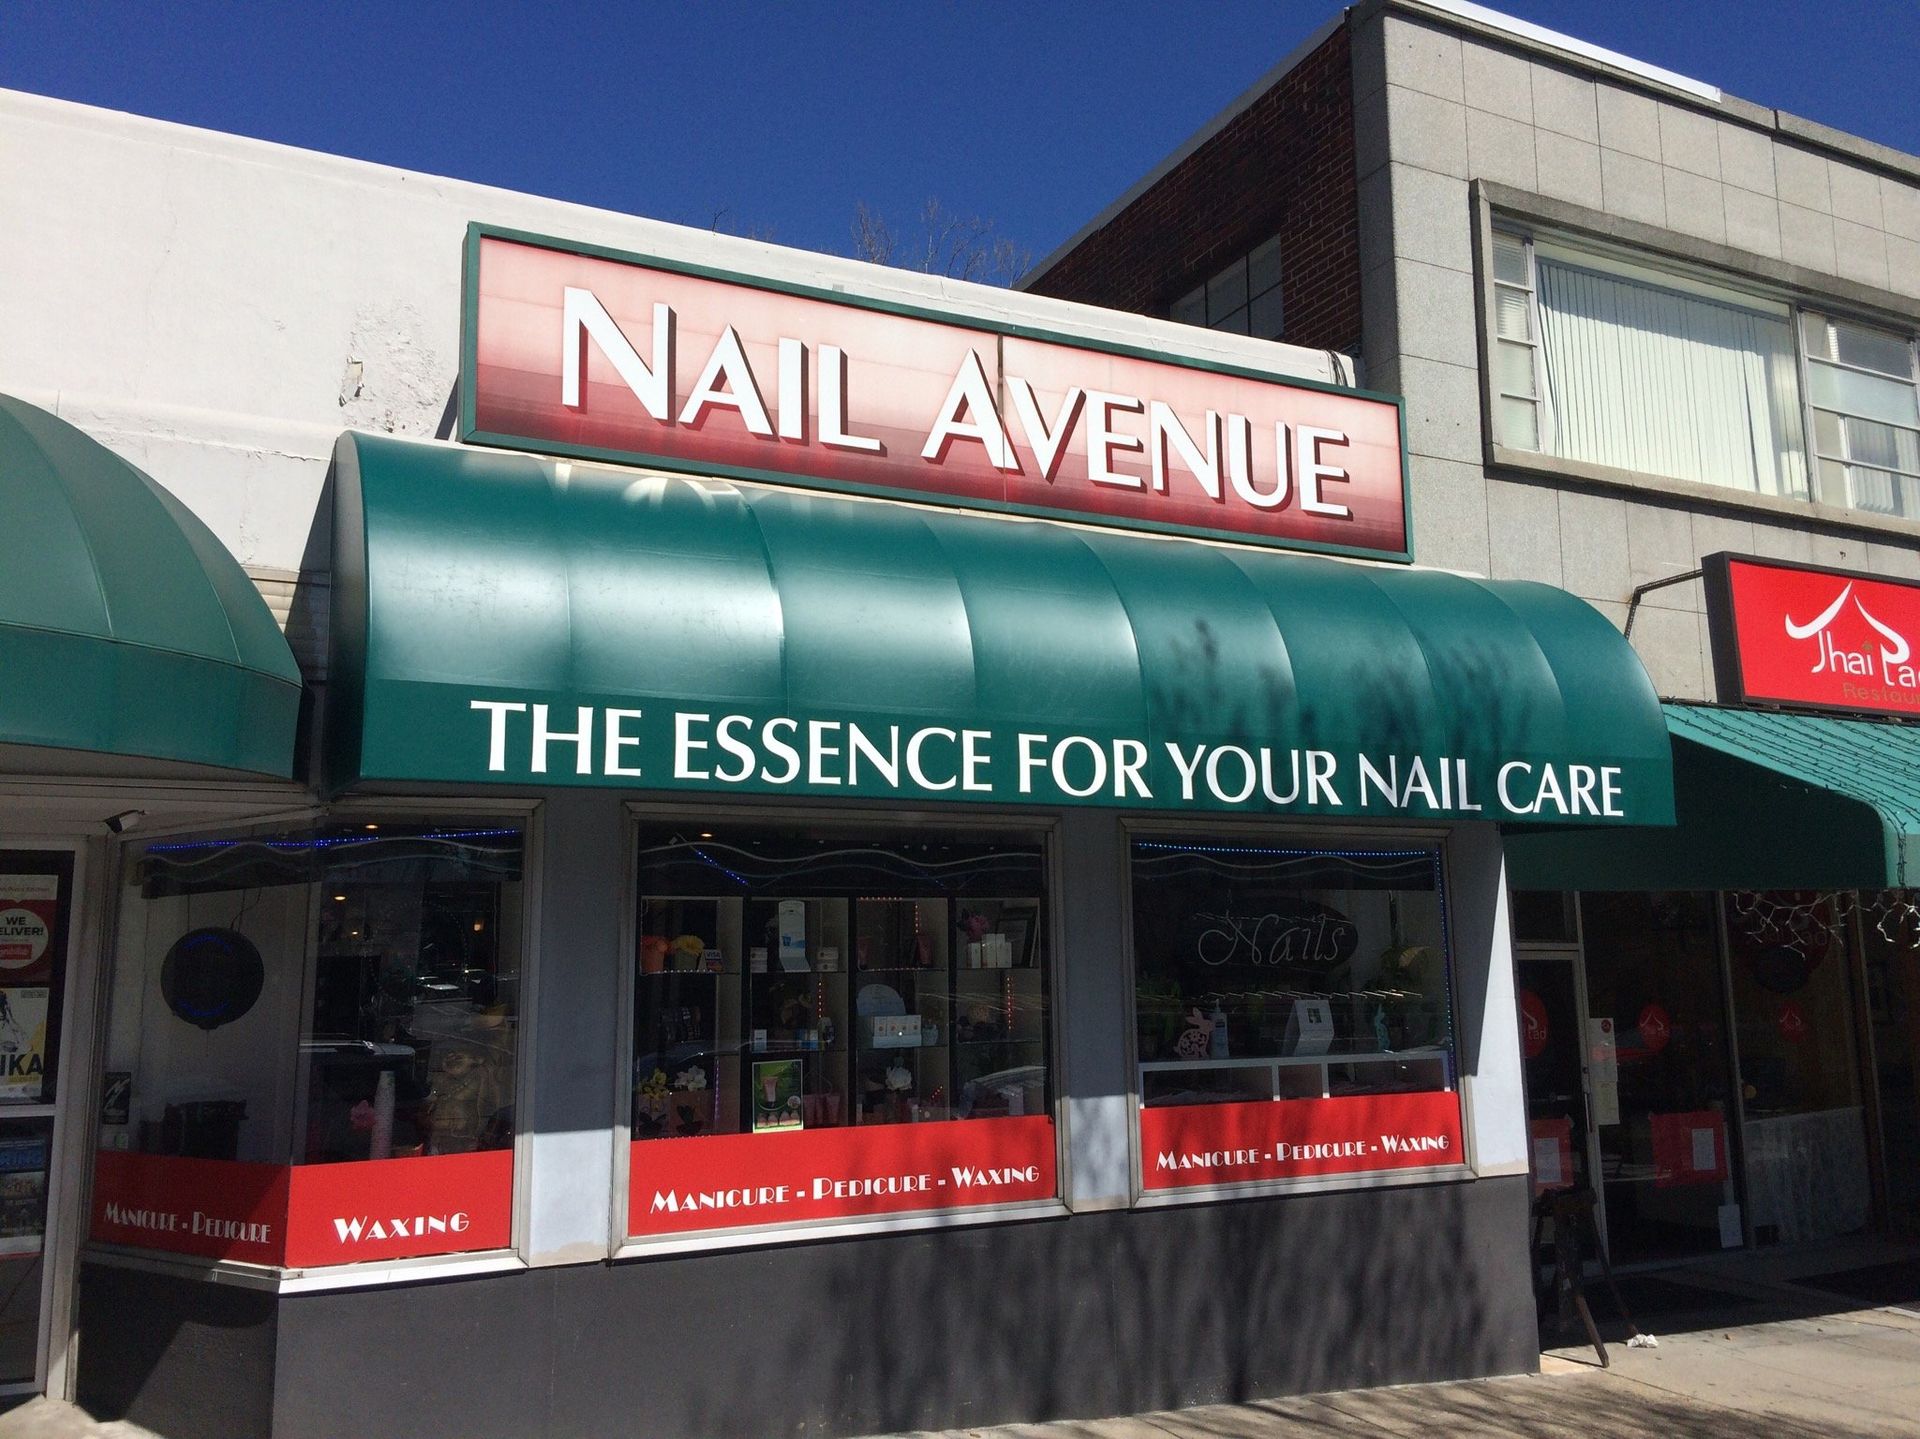 NAIL AVENUE
THE ESSENCE FOR YOUR NAIL CARE
Thai
WE
Nails
MANICURE - PEDICURE
WAXING
MANICURE - PEDICURE - WAXING
MANICURE - PEDICURE - WAXING